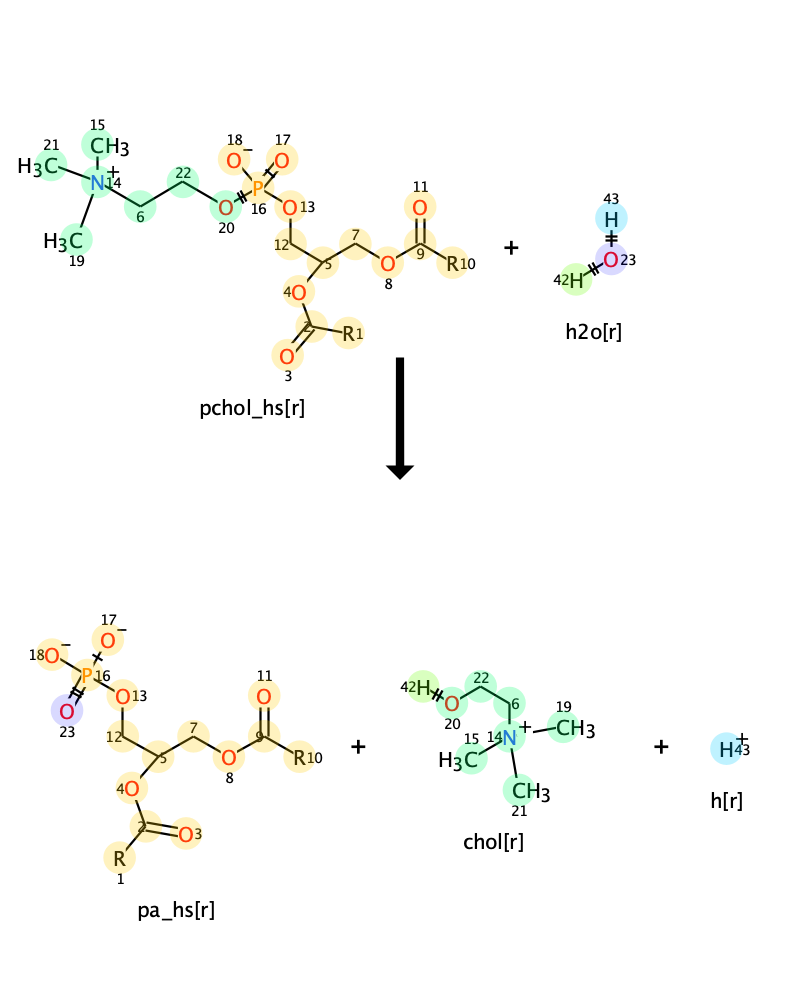 15
21
CH3
H3C
+
N
14
22
6
H3C
19
O
20
18
O
−
17
O
P
16
O
13
12
5
7
O
8
11
O
9
R
10
4
O
2
R
1
O
3
pchol_hs[r]
+
43
H
O
23
42
H
h2o[r]
17
O
−
18
O
−
P
16
O
23
O
13
12
5
7
O
8
11
O
9
R
10
4
O
2
O
3
R
1
pa_hs[r]
+
42
H
O
20
22
6
19
CH3
14
N
+
15
H3C
CH3
21
chol[r]
+
H
+
43
h[r]